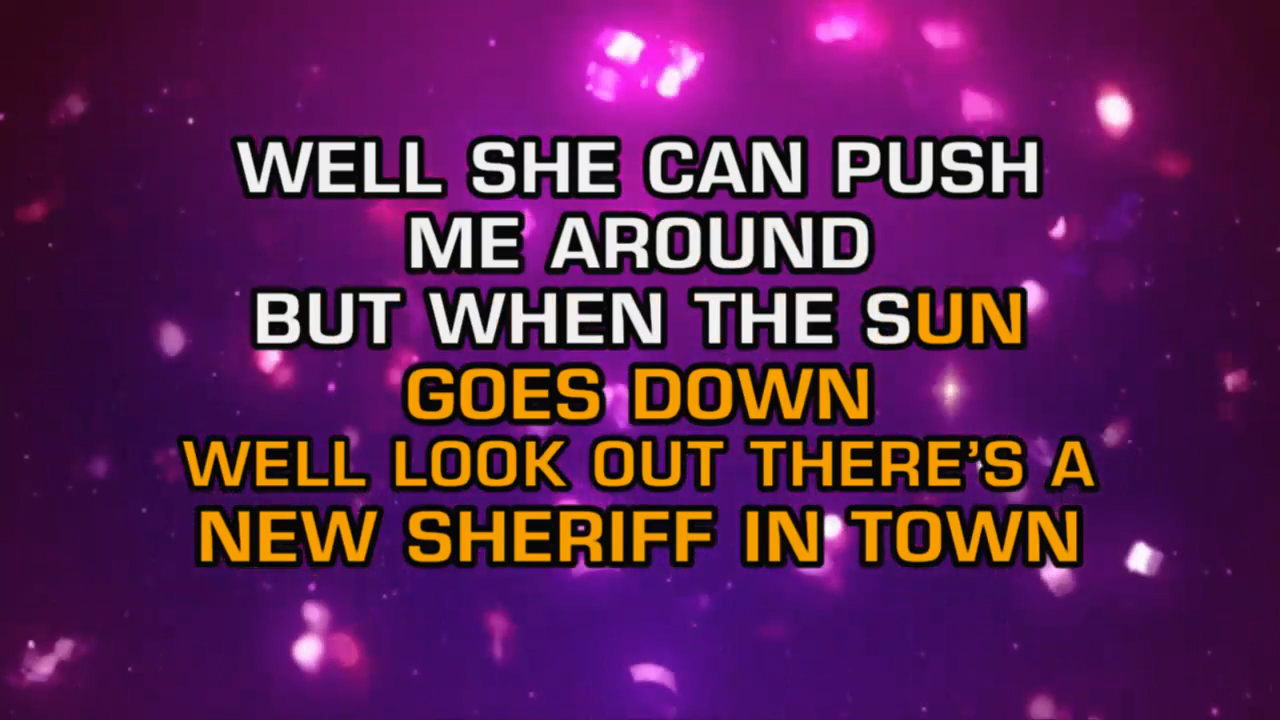 WELL SHE CAN PUSH
ME AROUND
BUT WHEN THE SUN
GOES DOWN
WELL LOOK OUT THERE'S A
NEW SHERIFF IN TOWN